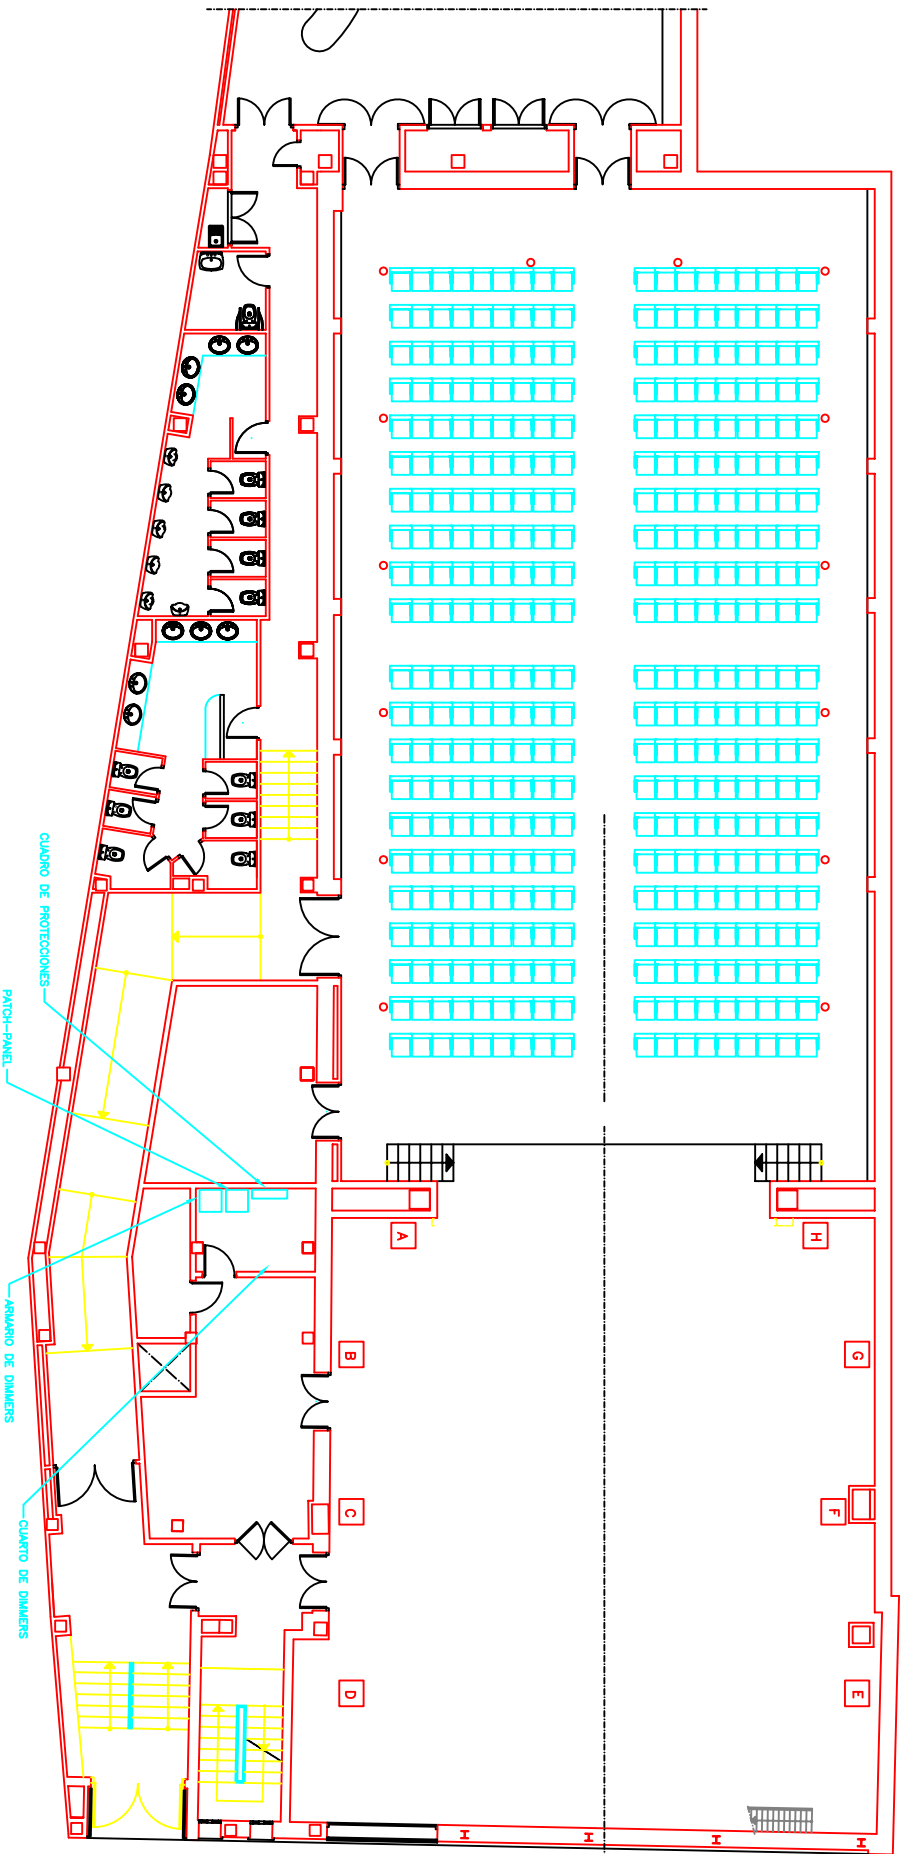 CUADRO DE PROTECCIONES
PATCH-PANEL
ARMARIO DE DIMMERS
CUARTO DE DIMMERS
A
H
B
G
C
F
D
E